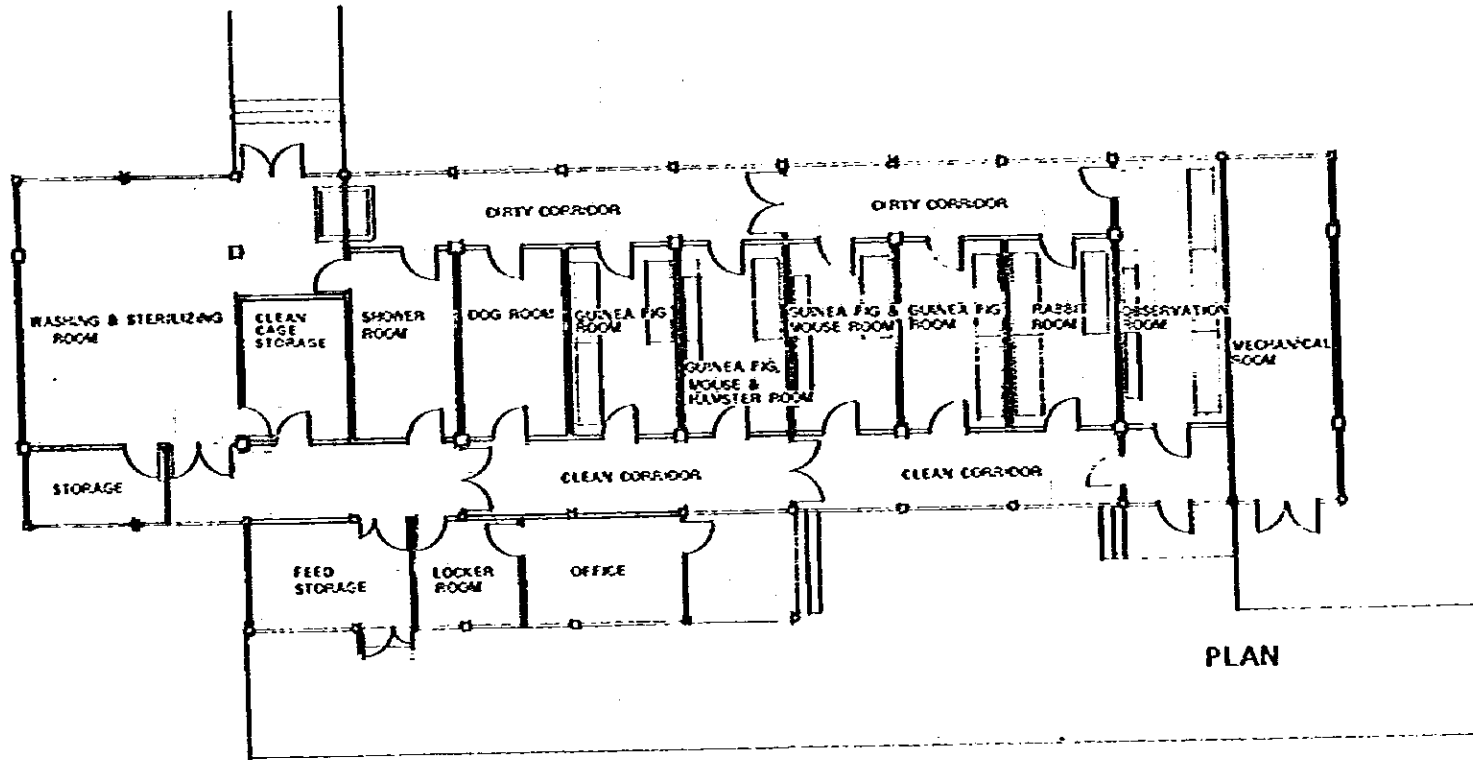 DIRTY CORRIDOR
DIRTY CORRIDOR
WASHING & STERILIZING
ROOM
CLEAN
CAGE
STORAGE
SHOWER
ROOM
DOG ROOM
GUINEA PIG
ROOM
GUINEA PIG,
MOUSE &
HAMSTER ROOM
GUINEA PIG &
MOUSE ROOM
GUINEA PIG
ROOM
RABBIT
ROOM
OBSERVATION
ROOM
MECHANICAL
ROOM
STORAGE
CLEAN CORRIDOR
CLEAN CORRIDOR
FEED
STORAGE
LOCKER
ROOM
OFFICE
PLAN